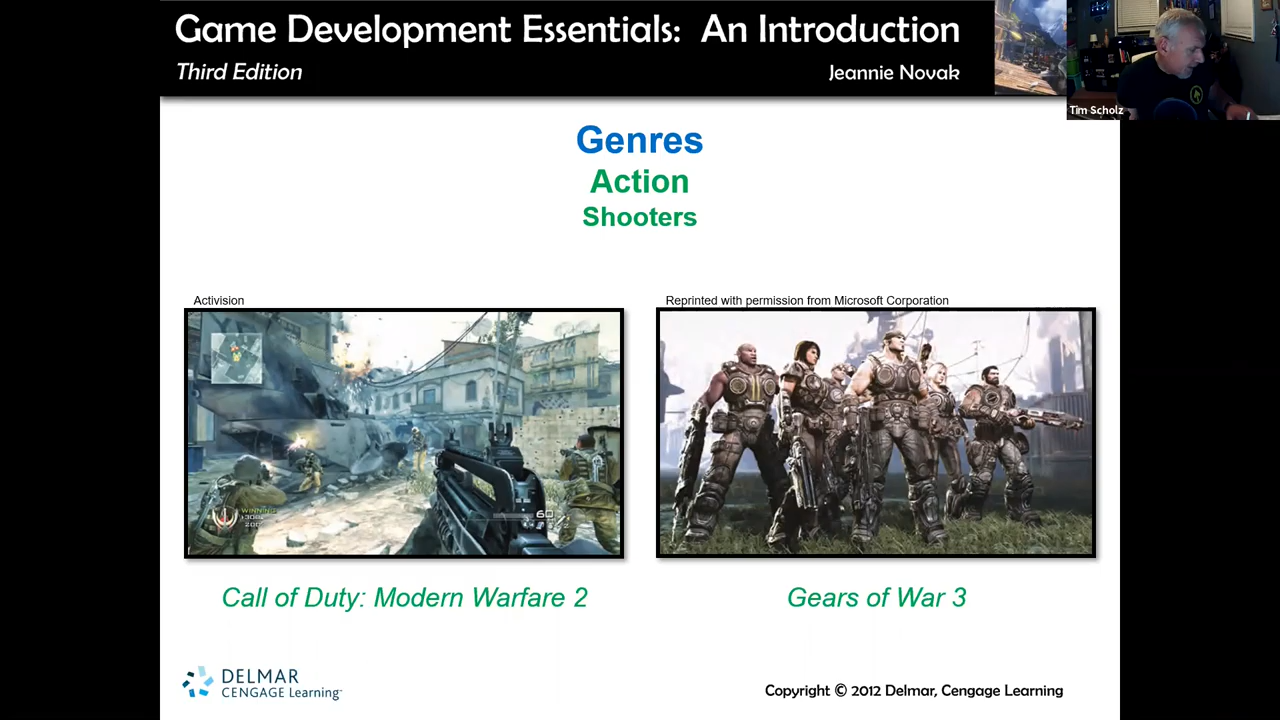 Game Development Essentials: An Introduction
Third Edition
Jeannie Novak
Tim Scholz
Genres
Action
Shooters
Activision
Reprinted with permission from Microsoft Corporation
WINNING
60
Call of Duty: Modern Warfare 2
Gears of War 3
DELMAR
CENGAGE Learning
Copyright © 2012 Delmar, Cengage Learning